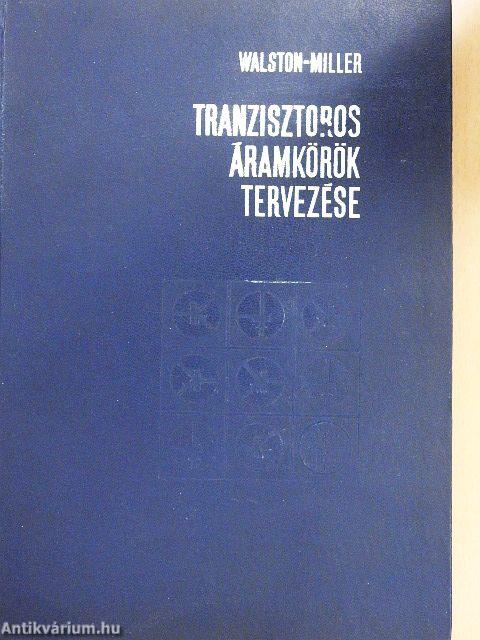 WALSTON-MILLER
TRANZISZTOROS
ÁRAMKÖRÖK
TERVEZÉSE
Antikvárium.hu